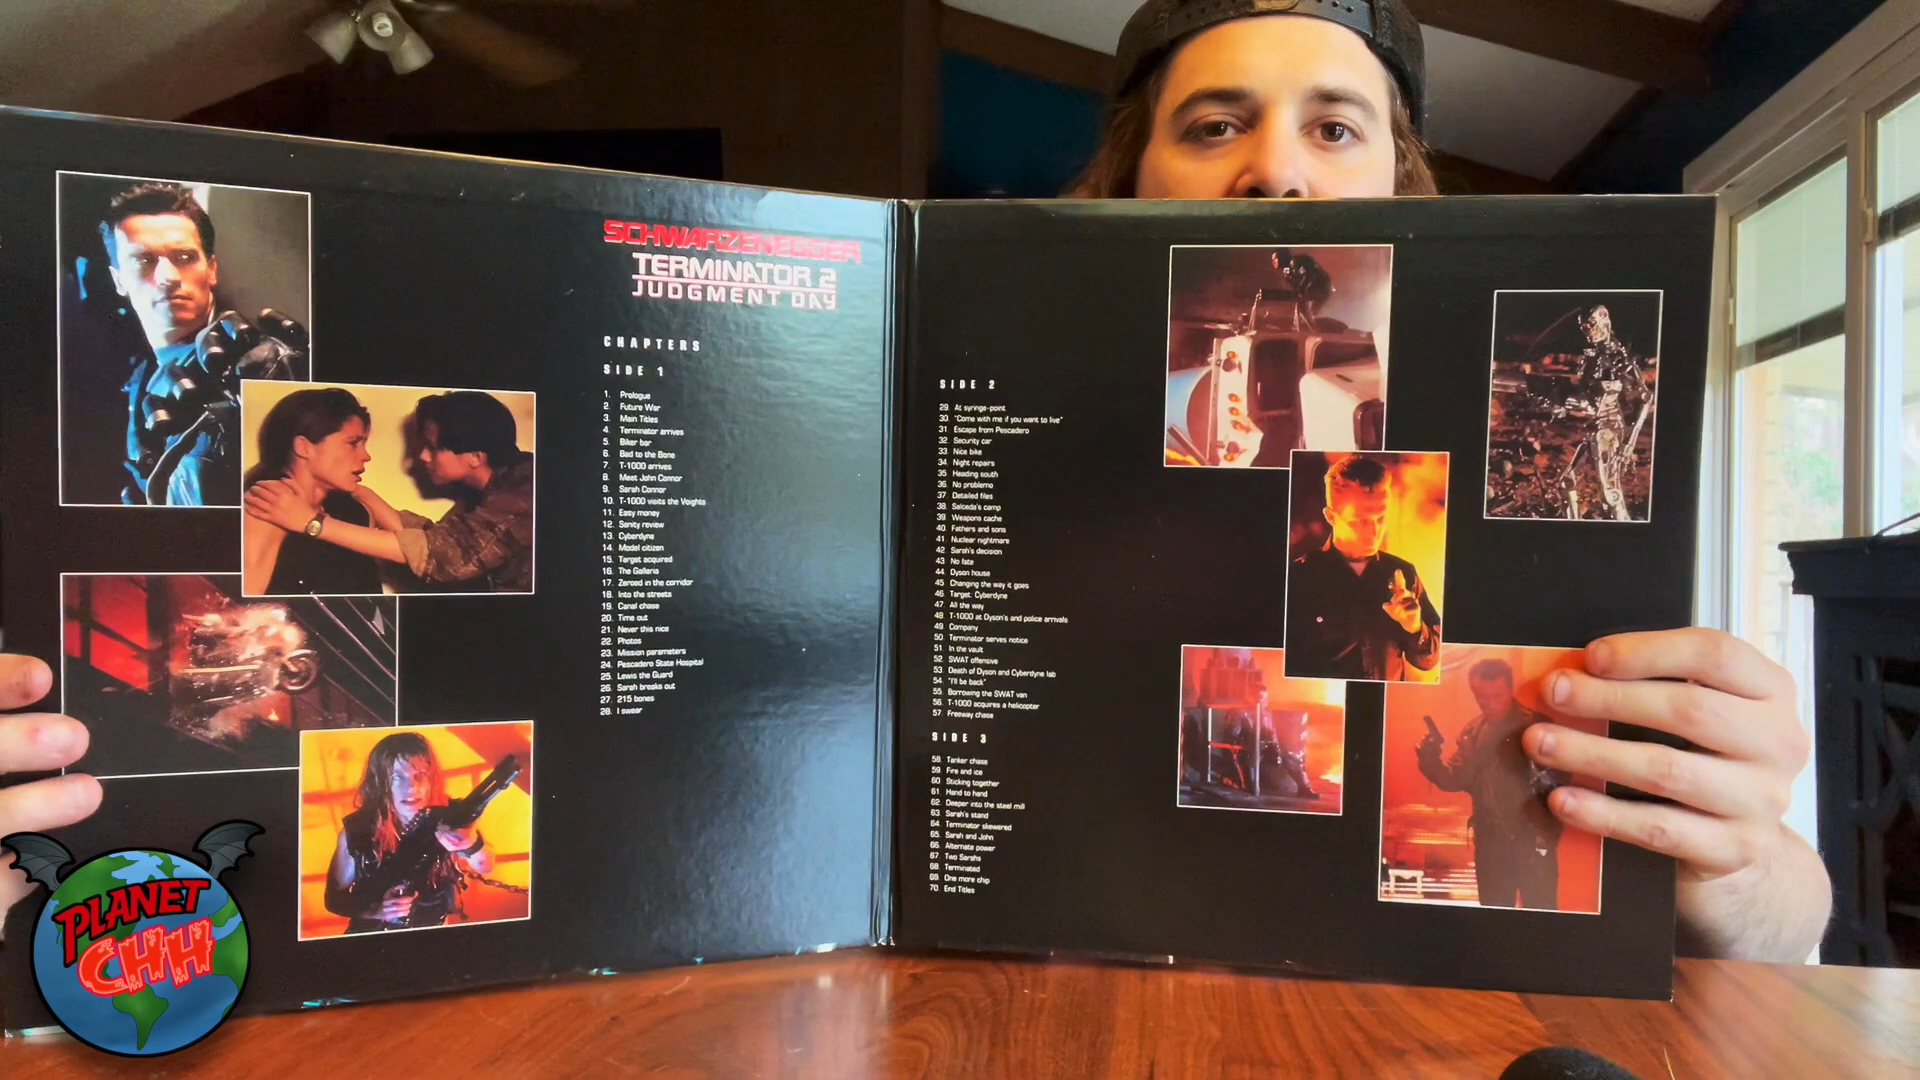 SCHWARZENEGGER
TERMINATOR 2
JUDGMENT DAY
CHAPTERS
SIDE 1
1. Prologue
2. Future War
3. Main Titles
4. Terminator arrives
5. Biker bar
6. Bad to the Bone
7. T-1000 arrives
8. Meet John Connor
9. Sarah Connor
10. T-1000 visits the Voights
11. Easy money
12. Sanity review
13. Cyberdyne
14. Model citizen
15. Target acquired
16. The Galleria
17. Zeroed in the corridor
18. Into the streets
19. Canal chase
20. Time out
21. Never this nice
22. Photos
23. Mission parameters
24. Pescadero State Hospital
25. Lewis the Guard
26. Sarah breaks out
27. 215 bones
28. I swear
SIDE 2
29. At syringe-point
30. "Come with me if you want to live"
31. Escape from Pescadero
32. Security car
33. Nice bike
34. Night repairs
35. Heading south
36. No problemo
37. Detailed files
38. Salceda's camp
39. Weapons cache
40. Fathers and sons
41. Nuclear nightmare
42. Sarah's decision
43. No fate
44. Dyson house
45. Changing the way it goes
46. Target: Cyberdyne
47. All the way
48. T-1000 at Dyson's and police arrivals
49. Company
50. Terminator serves notice
51. In the vault
52. SWAT offensive
53. Death of Dyson and Cyberdyne lab
54. "I'll be back"
55. Borrowing the SWAT van
56. T-1000 acquires a helicopter
57. Freeway chase
SIDE 3
58. Tanker chase
59. Fire and ice
60. Sticking together
61. Hand to hand
62. Deeper into the steel mill
63. Sarah's stand
64. Terminator skewered
65. Sarah and John
66. Alternate power
67. Two Sarahs
68. Terminated
69. One more chip
70. End Titles
PLANET
CHH